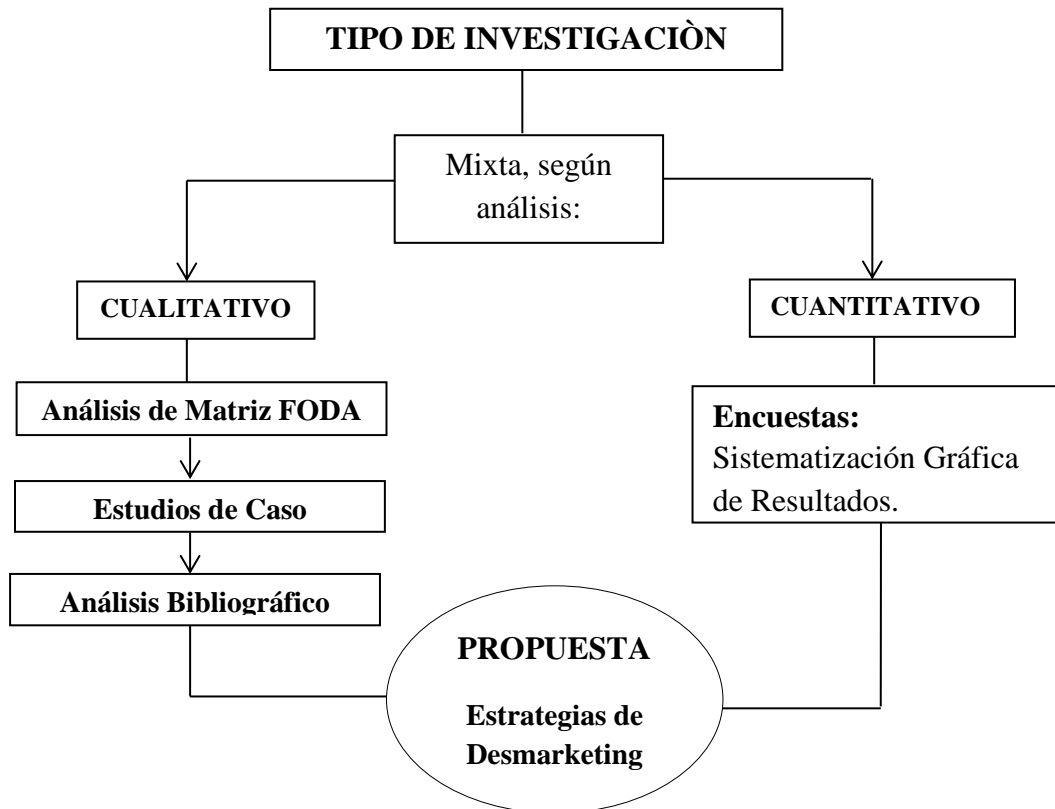 TIPO DE INVESTIGACIÒN
Mixta, según
análisis:
CUALITATIVO
CUANTITATIVO
Análisis de Matriz FODA
Estudios de Caso
Análisis Bibliográfico
Encuestas:
Sistematización Gráfica
de Resultados.
PROPUESTA
Estrategias de
Desmarketing